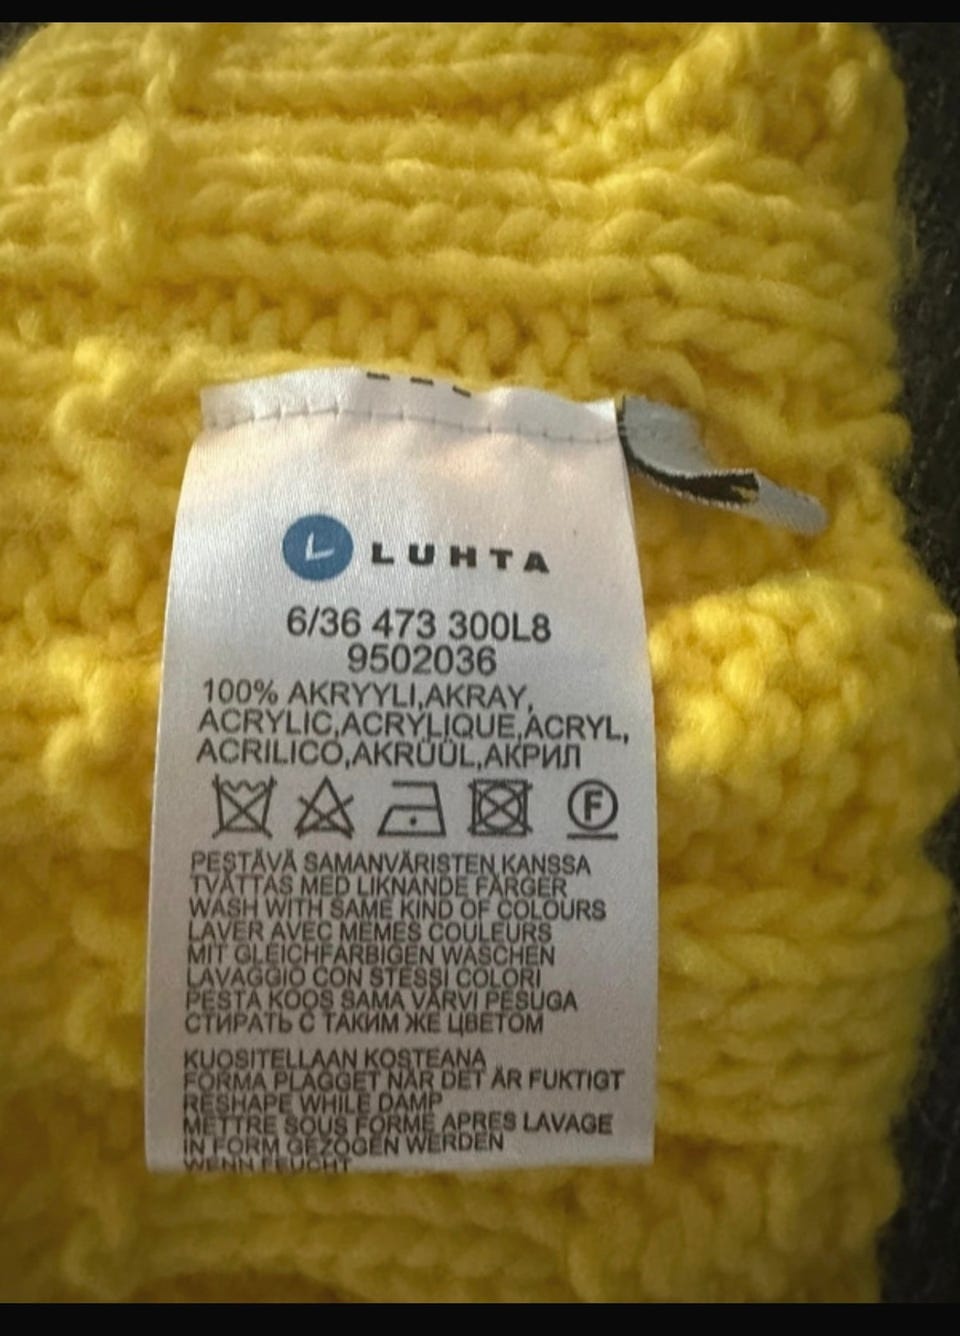 L LUHTA
6/36 473 300L8
9502036
100% AKRYYLI,AKRAY,
ACRYLIC,ACRYLIQUE,ACRYL,
ACRILICO,AKRÜÜL,АКРИЛ
F
PESTÄVÄ SAMANVÄRISTEN KANSSA
TVÄTTAS MED LIKNANDE FÄRGER
WASH WITH SAME KIND OF COLOURS
LAVER AVEC MEMES COULEURS
MIT GLEICHFARBIGEN WASCHEN
LAVAGGIO CON STESSI COLORI
PESTA KOOS SAMA VÄRVI PESUGA
СТИРАТЬ С ТАКИМ ЖЕ ЦВЕТОМ
KUOSITELLAAN KOSTEANA
FORMA PLAGGET NÄR DET ÄR FUKTIGT
RESHAPE WHILE DAMP
METTRE SOUS FORME APRES LAVAGE
IN FORM GEZOGEN WERDEN
WENN FEUCHT